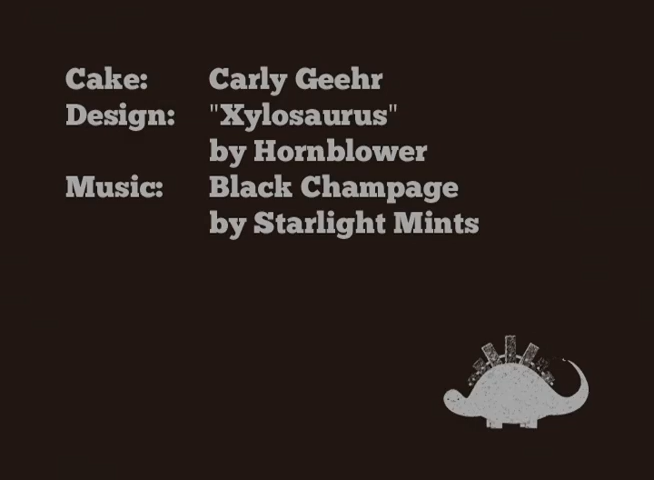 Cake: Carly Geehr
Design: "Xylosaurus"
by Hornblower
Music: Black Champage
by Starlight Mints